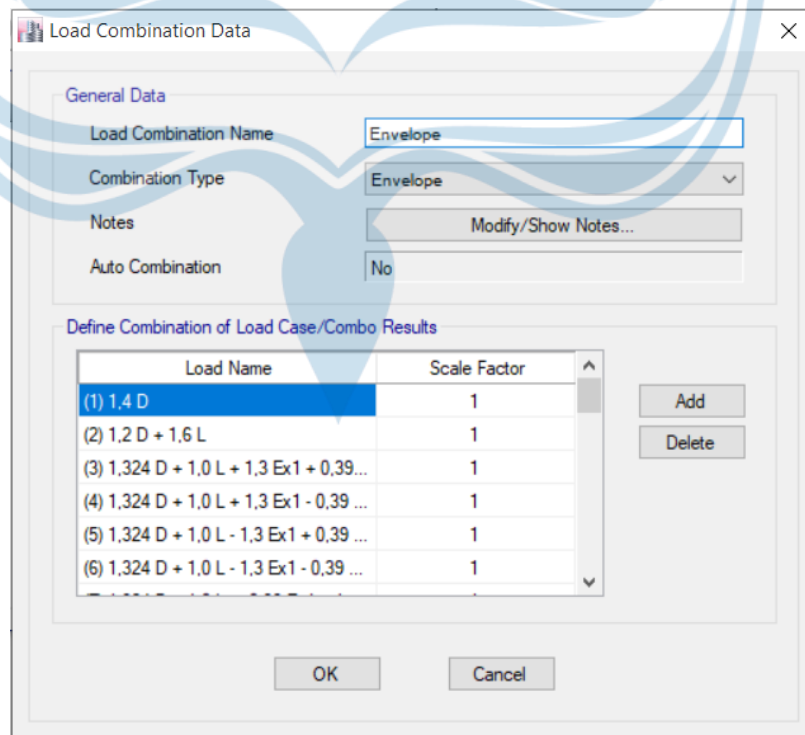 Load Combination Data
General Data
Load Combination Name Envelope
Combination Type Envelope
Notes Modify/Show Notes...
Auto Combination No
Define Combination of Load Case/Combo Results
Load Name Scale Factor
(1) 1,4 D 1
Add
(2) 1,2 D + 1,6 L 1
Delete
(3) 1,324 D + 1,0 L + 1,3 Ex1 + 0,39... 1
(4) 1,324 D + 1,0 L + 1,3 Ex1 - 0,39 ... 1
(5) 1,324 D + 1,0 L - 1,3 Ex1 + 0,39 ... 1
(6) 1,324 D + 1,0 L - 1,3 Ex1 - 0,39 ... 1
OK Cancel